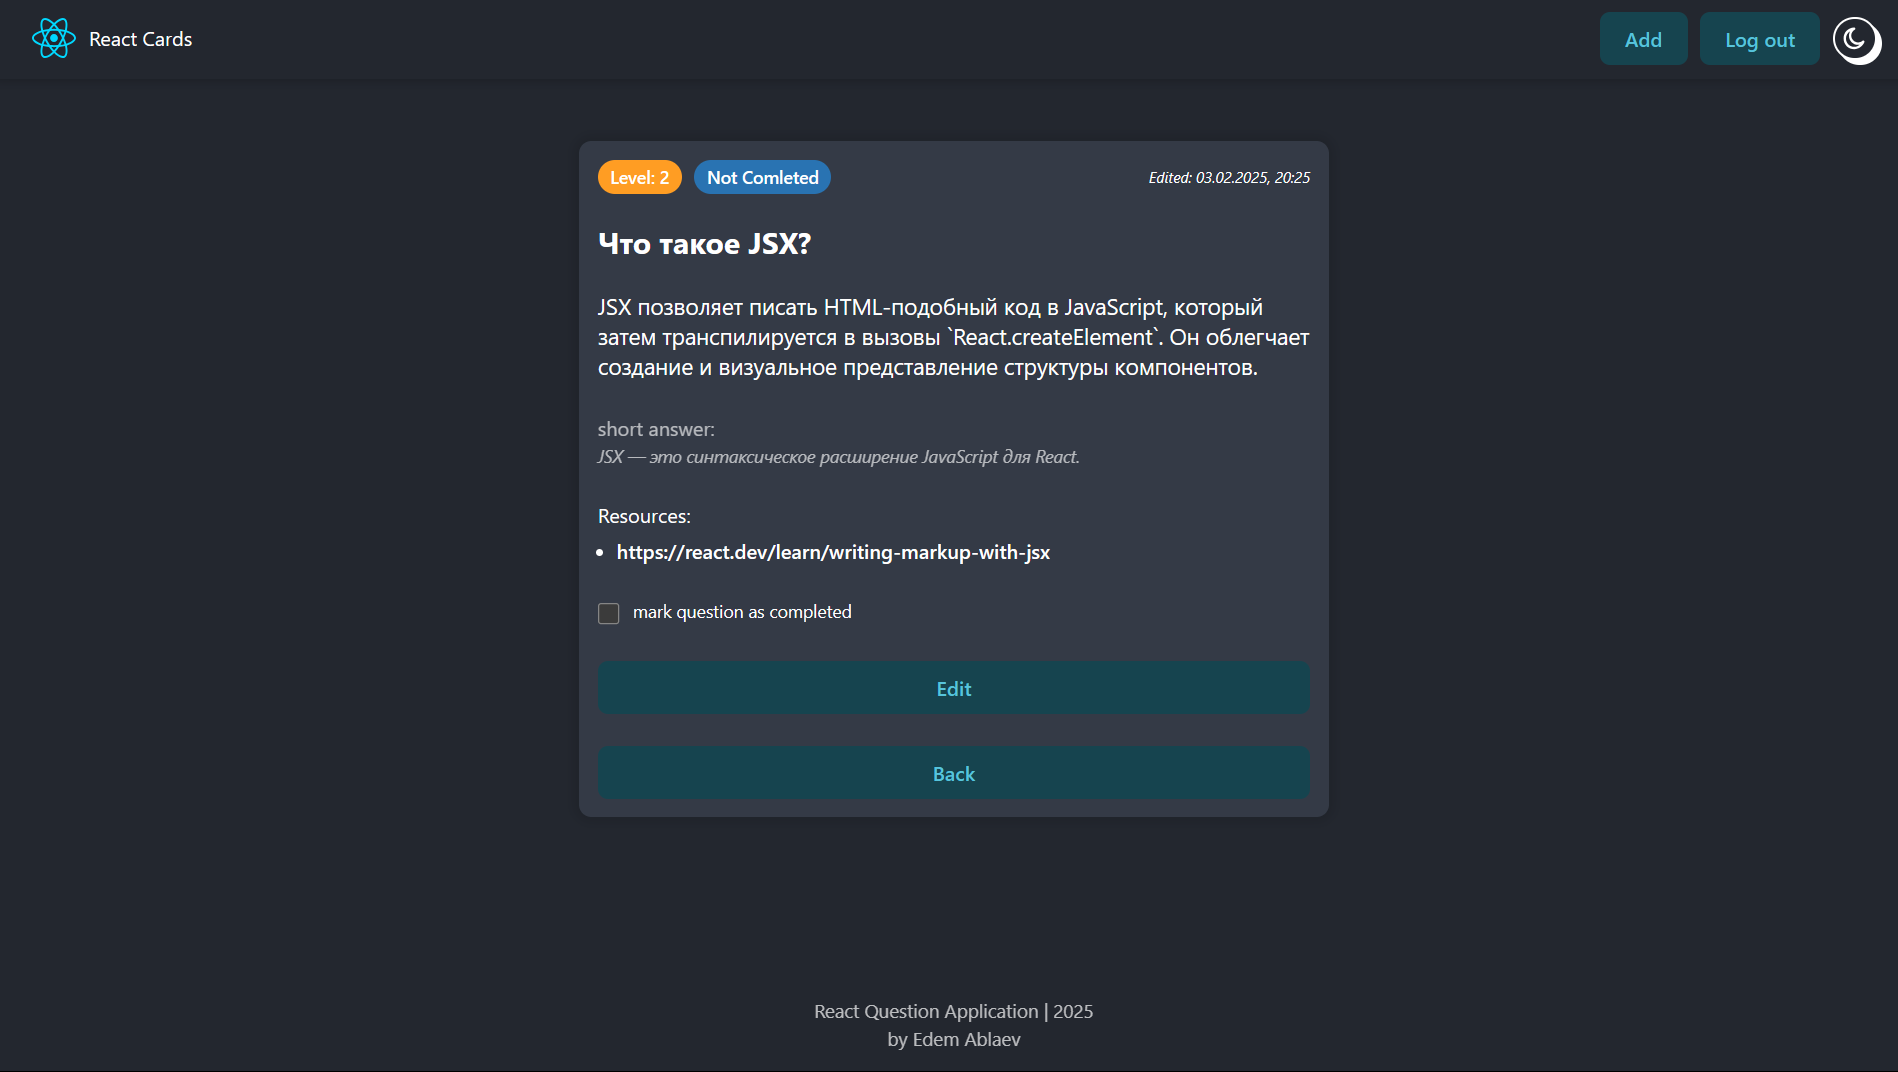 React Cards
Add
Log out
Level: 2
Not Comleted
Edited: 03.02.2025, 20:25
Что такое JSX?
JSX позволяет писать HTML-подобный код в JavaScript, который
затем транспилируется в вызовы `React.createElement`. Он облегчает
создание и визуальное представление структуры компонентов.
short answer:
JSX — это синтаксическое расширение JavaScript для React.
Resources:
https://react.dev/learn/writing-markup-with-jsx
mark question as completed
Edit
Back
React Question Application | 2025
by Edem Ablaev